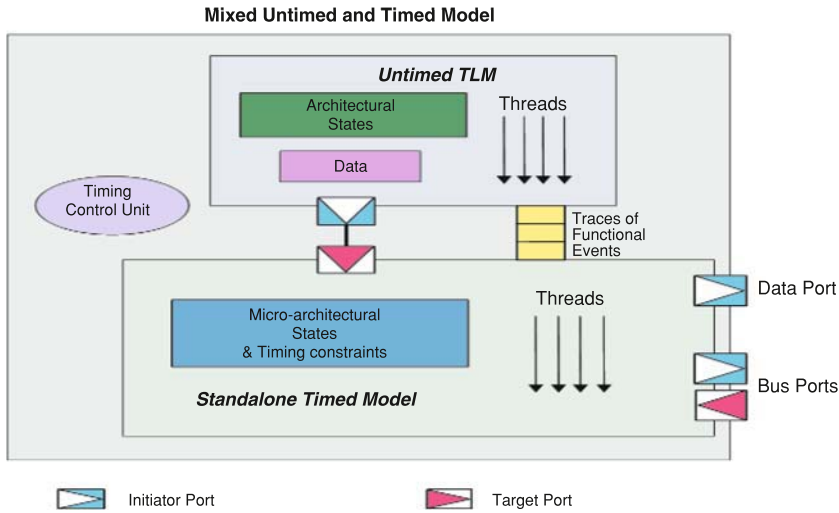 Mixed Untimed and Timed Model
Untimed TLM
Architectural
States
Threads
Data
Timing
Control Unit
Traces of
Functional
Events
Data Port
Threads
Micro-architectural
States
& Timing constraints
Bus Ports
Standalone Timed Model
Initiator Port
Target Port